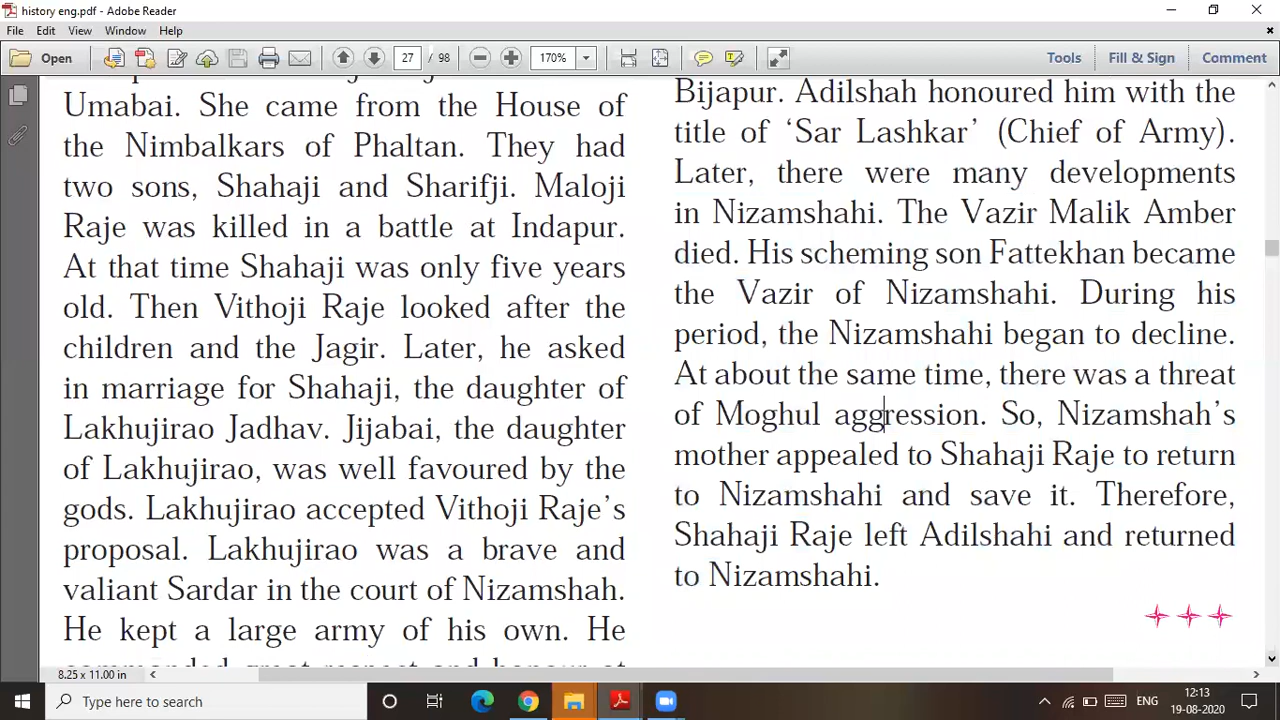 history eng.pdf - Adobe Reader
File Edit View Window Help
Open 27 / 98 170% Tools Fill & Sign Comment
Umabai. She came from the House of
the Nimbalkars of Phaltan. They had
two sons, Shahaji and Sharifji. Maloji
Raje was killed in a battle at Indapur.
At that time Shahaji was only five years
old. Then Vithoji Raje looked after the
children and the Jagir. Later, he asked
in marriage for Shahaji, the daughter of
Lakhujirao Jadhav. Jijabai, the daughter
of Lakhujirao, was well favoured by the
gods. Lakhujirao accepted Vithoji Raje's
proposal. Lakhujirao was a brave and
valiant Sardar in the court of Nizamshah.
He kept a large army of his own. He
commanded great respect and honour at
Bijapur. Adilshah honoured him with the
title of ‘Sar Lashkar’ (Chief of Army).
Later, there were many developments
in Nizamshahi. The Vazir Malik Amber
died. His scheming son Fattekhan became
the Vazir of Nizamshahi. During his
period, the Nizamshahi began to decline.
At about the same time, there was a threat
of Moghul aggression. So, Nizamshah’s
mother appealed to Shahaji Raje to return
to Nizamshahi and save it. Therefore,
Shahaji Raje left Adilshahi and returned
to Nizamshahi.
8.25 x 11.00 in
Type here to search
ENG
12:13
19-08-2020